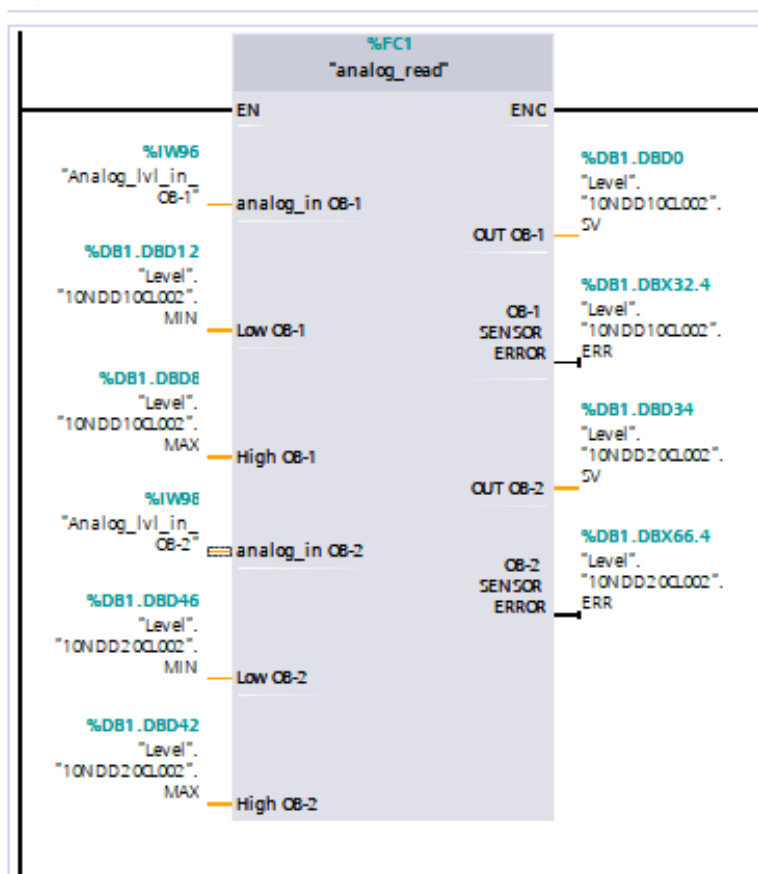 %FC1
"analog_read"
EN
ENO
%IW96
"Analog_lvl_in_
OB-1"
analog_in OB-1
%DB1.DBD0
"Level".
"10NDD10CL002".
SV
OUT OB-1
%DB1.DBD12
"Level".
"10NDD10CL002".
MIN
Low OB-1
%DB1.DBX32.4
"Level".
"10NDD10CL002".
ERR
OB-1
SENSOR
ERROR
%DB1.DBD8
"Level".
"10NDD10CL002".
MAX
High OB-1
%DB1.DBD34
"Level".
"10NDD20CL002".
SV
OUT OB-2
%IW98
"Analog_lvl_in_
OB-2"
analog_in OB-2
%DB1.DBX66.4
"Level".
"10NDD20CL002".
ERR
OB-2
SENSOR
ERROR
%DB1.DBD46
"Level".
"10NDD20CL002".
MIN
Low OB-2
%DB1.DBD42
"Level".
"10NDD20CL002".
MAX
High OB-2